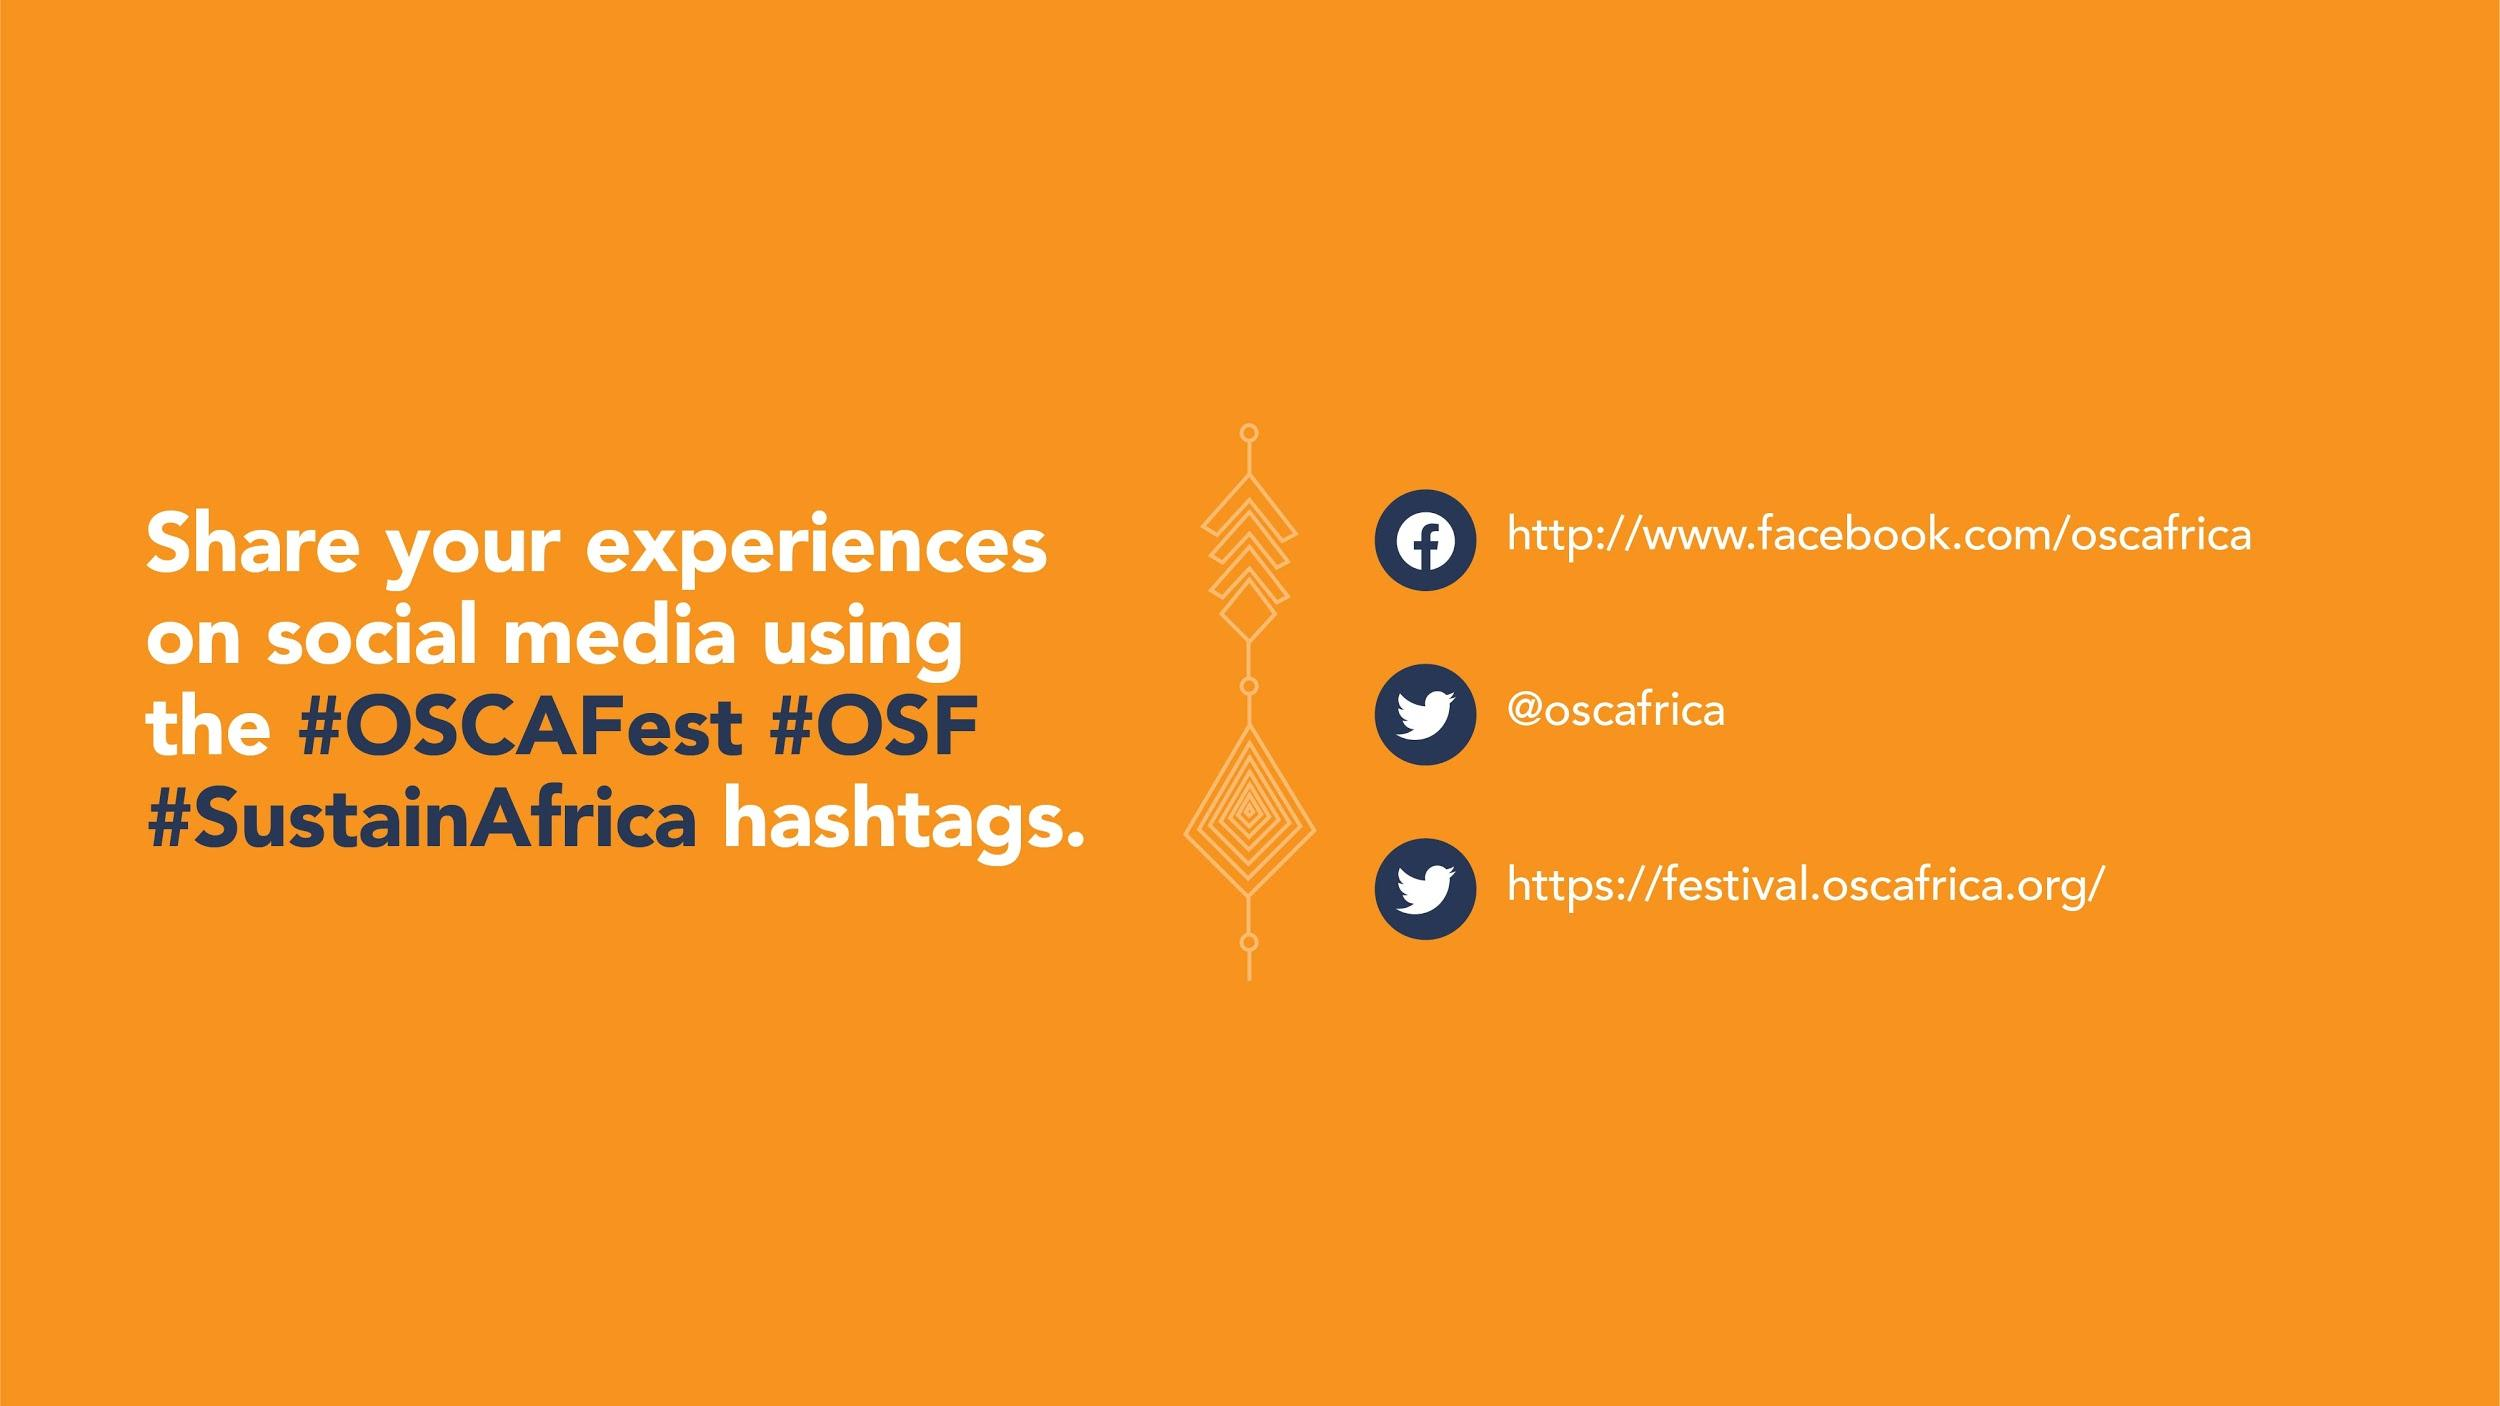 Share your experiences
on social media using
the #OSCAFest #OSF
#SustainAfrica hashtags.
http://www.facebook.com/oscafrica
@oscafrica
https://festival.oscafrica.org/